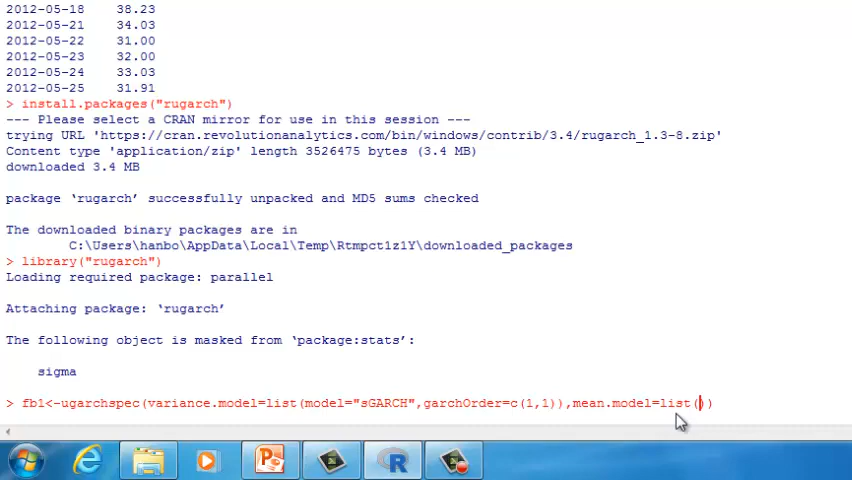 2012-05-18    38.23
2012-05-21    34.03
2012-05-22    31.00
2012-05-23    32.00
2012-05-24    33.03
2012-05-25    31.91
> install.packages("rugarch")
--- Please select a CRAN mirror for use in this session ---
trying URL 'https://cran.revolutionanalytics.com/bin/windows/contrib/3.4/rugarch_1.3-8.zip'
Content type 'application/zip' length 3526475 bytes (3.4 MB)
downloaded 3.4 MB
package ‘rugarch’ successfully unpacked and MD5 sums checked
The downloaded binary packages are in
C:\Users\hanbo\AppData\Local\Temp\Rtmpct1z1Y\downloaded_packages
> library("rugarch")
Loading required package: parallel
Attaching package: ‘rugarch’
The following object is masked from ‘package:stats’:
sigma
> fb1<-ugarchspec(variance.model=list(model="sGARCH",garchOrder=c(1,1)),mean.model=list())